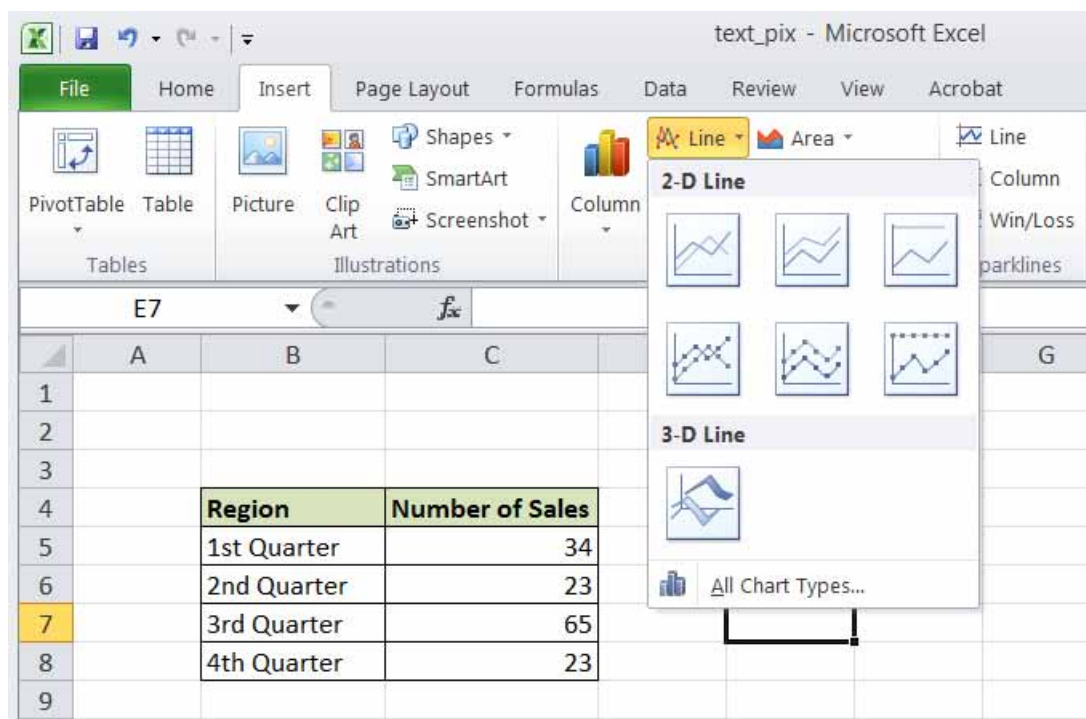 text_pix - Microsoft Excel
File Home Insert Page Layout Formulas Data Review View Acrobat
PivotTable Table Picture Clip Art Shapes SmartArt Screenshot Column Line Area Line Column Win/Loss
Tables Illustrations
2-D Line
3-D Line
All Chart Types...
E7 fx
A B C G
1
2
3
4 Region Number of Sales
5 1st Quarter 34
6 2nd Quarter 23
7 3rd Quarter 65
8 4th Quarter 23
9